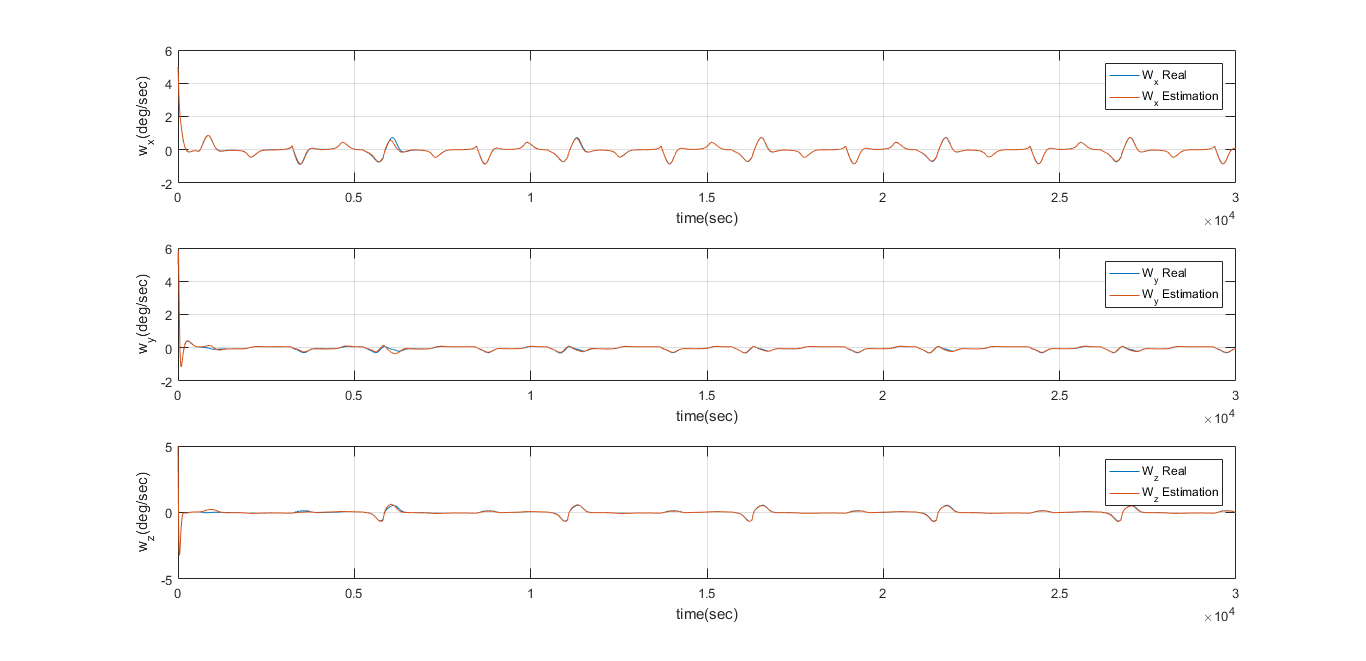 6
4
2
0
-2
w_x(deg/sec)
W_x Real
W_x Estimation
0 0.5 1 1.5 2 2.5 3
time(sec)
×10^4
6
4
2
0
-2
w_y(deg/sec)
W_y Real
W_y Estimation
0 0.5 1 1.5 2 2.5 3
time(sec)
×10^4
5
0
-5
w_z(deg/sec)
W_z Real
W_z Estimation
0 0.5 1 1.5 2 2.5 3
time(sec)
×10^4